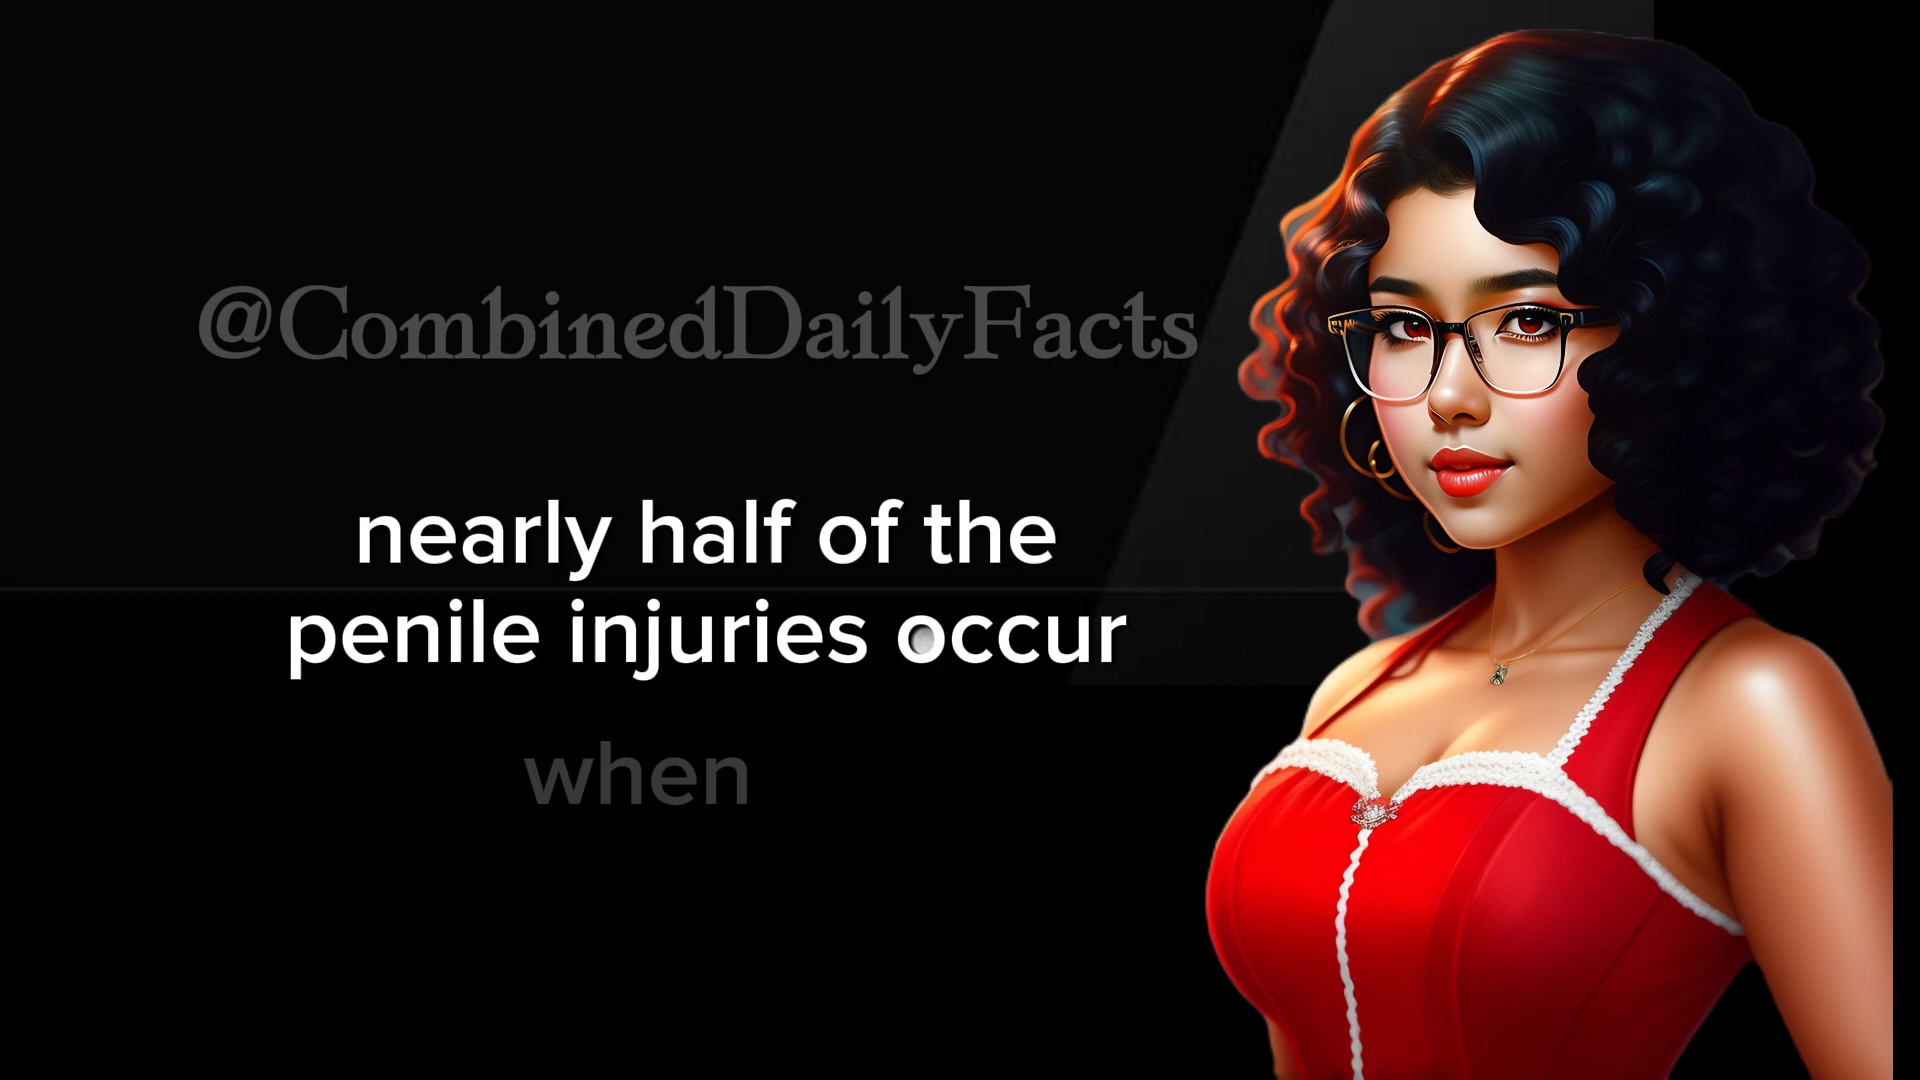 @CombinedDailyFacts
nearly half of the
penile injuries occur
when